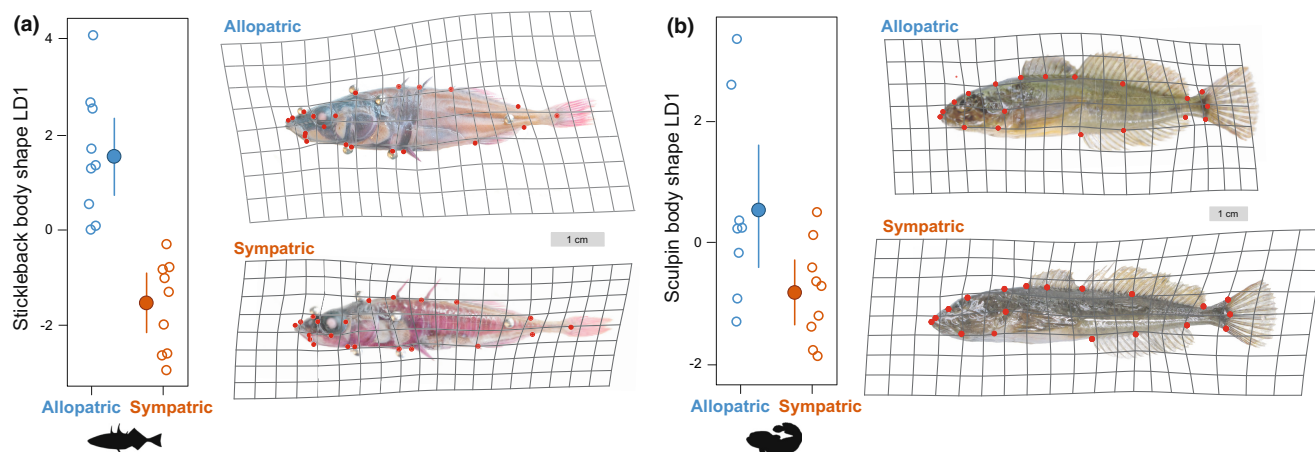 (a)
Stickleback body shape LD1
4
2
0
-2
Allopatric Sympatric
Allopatric
Sympatric
1 cm
(b)
Sculpin body shape LD1
2
0
-2
Allopatric Sympatric
Allopatric
Sympatric
1 cm